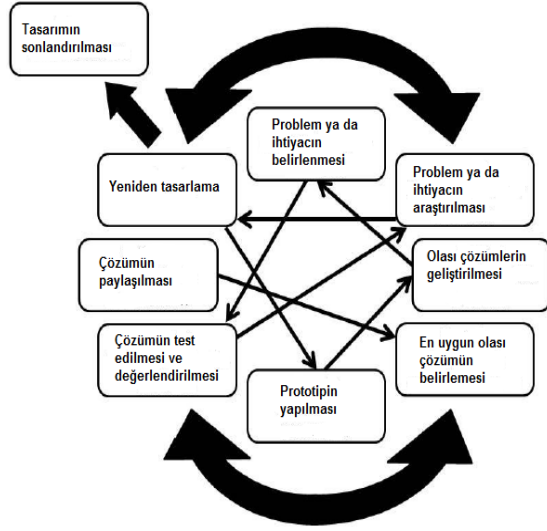 Tasarımın
sonlandırılması
Problem ya da
ihtiyacın
belirlenmesi
Yeniden tasarlama
Problem ya da
ihtiyacın
araştırılması
Çözümün
paylaşılması
Olası çözümlerin
geliştirilmesi
Çözümün test
edilmesi ve
değerlendirilmesi
En uygun olası
çözümün
belirlemesi
Prototipin
yapılması